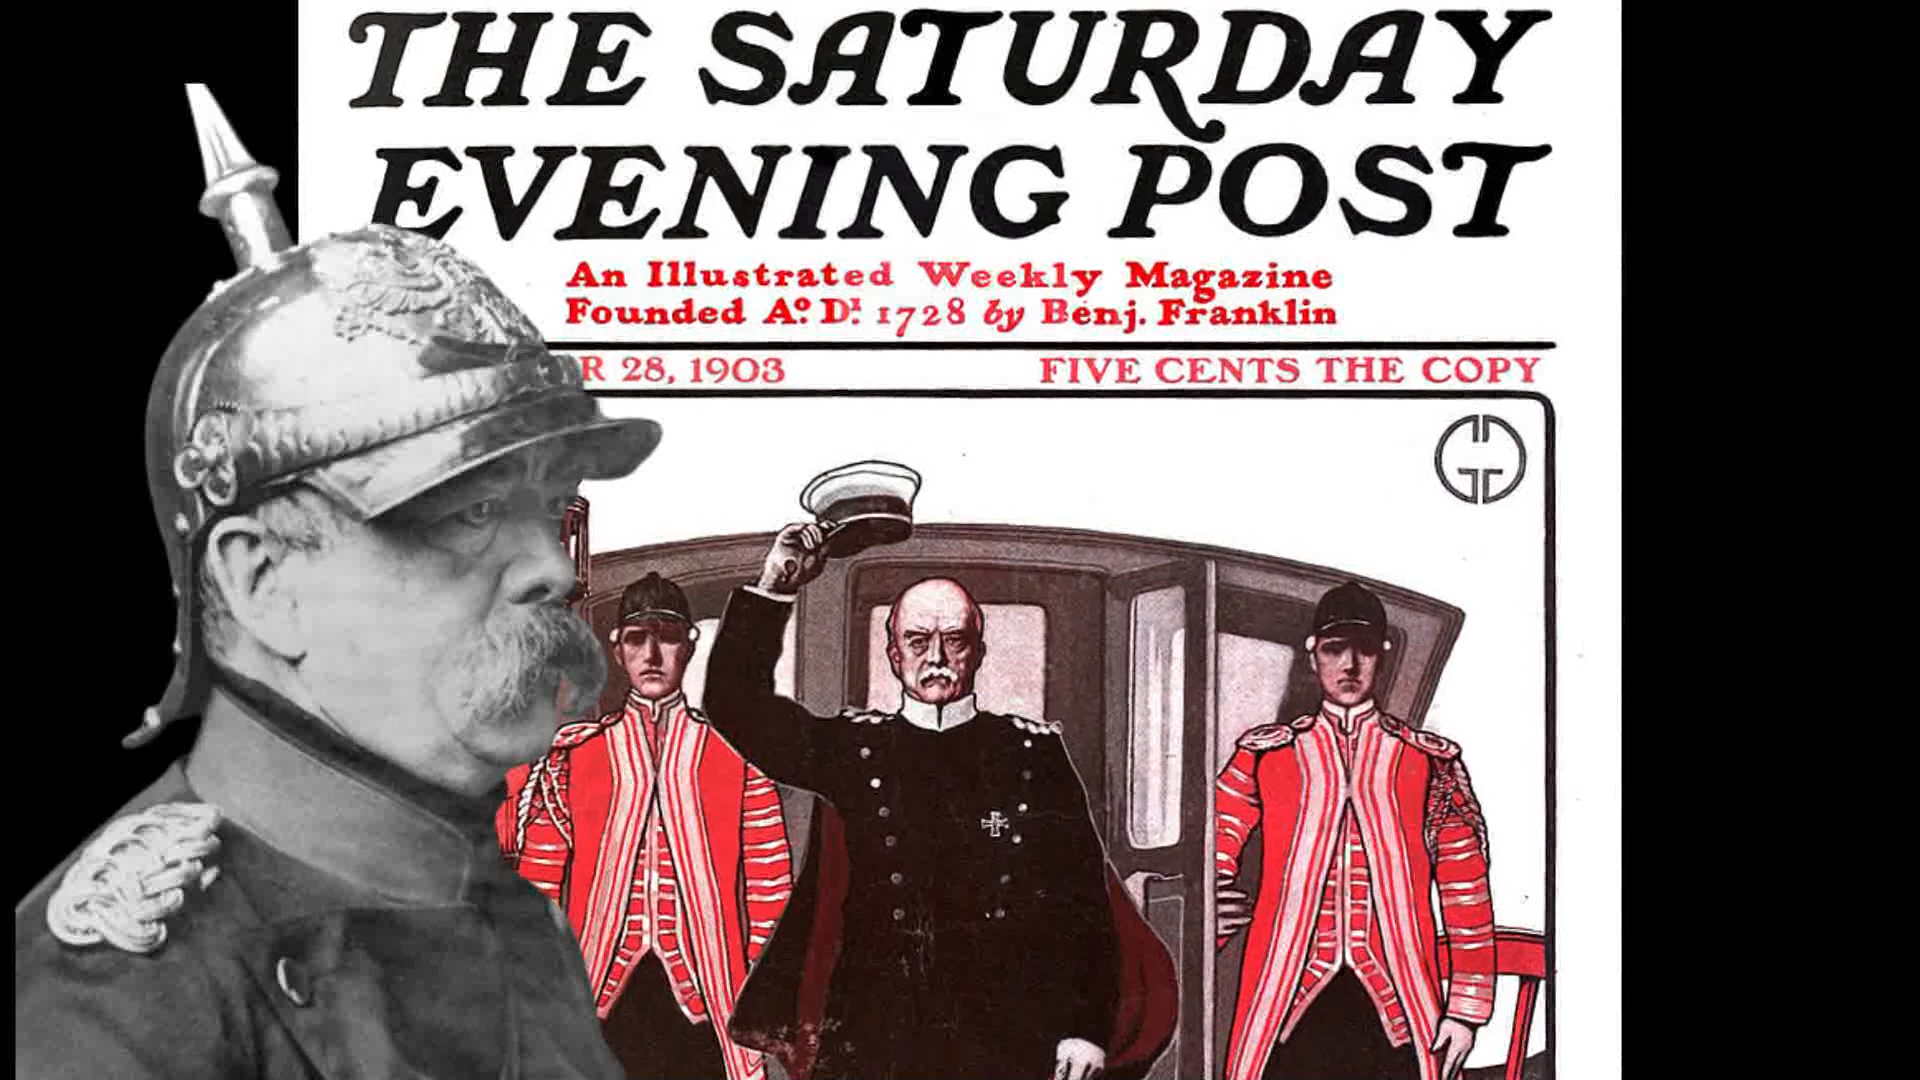 THE SATURDAY
EVENING POST
An Illustrated Weekly Magazine
Founded Aº. Dⁱ. 1728 by Benj. Franklin
R 28, 1903 FIVE CENTS THE COPY